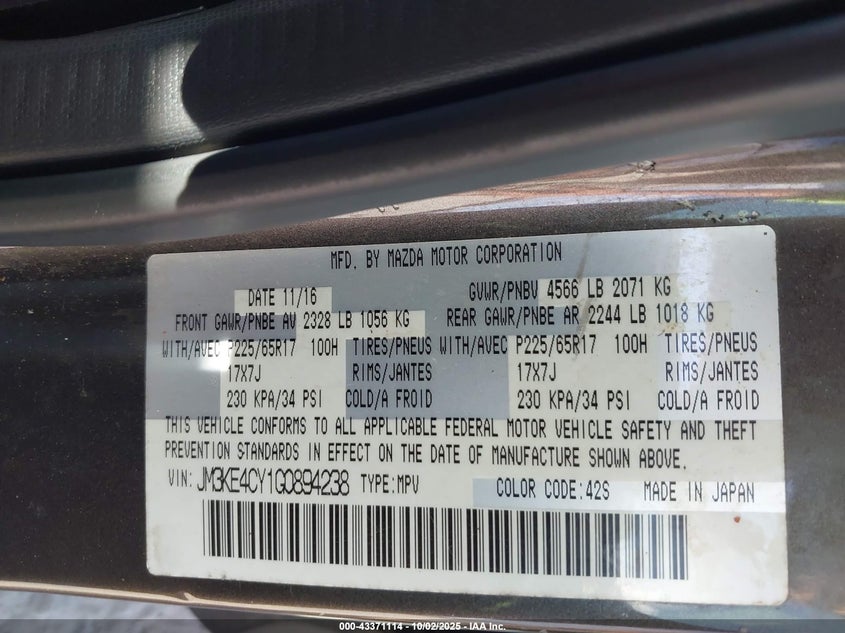 MFD. BY MAZDA MOTOR CORPORATION
DATE 11/16 GVWR/PNBV 4566 LB 2071 KG
FRONT GAWR/PNBE AV 2328 LB 1056 KG REAR GAWR/PNBE AR 2244 LB 1018 KG
WITH/AVEC P225/65R17 100H TIRES/PNEUS WITH/AVEC P225/65R17 100H TIRES/PNEUS
17X7J RIMS/JANTES 17X7J RIMS/JANTES
230 KPA/34 PSI COLD/A FROID 230 KPA/34 PSI COLD/A FROID
THIS VEHICLE CONFORMS TO ALL APPLICABLE FEDERAL MOTOR VEHICLE SAFETY AND THEFT
PREVENTION STANDARDS IN EFFECT ON THE DATE OF MANUFACTURE SHOWN ABOVE.
VIN: JM3KE4CY1G0894238 TYPE:MPV COLOR CODE:42S MADE IN JAPAN
000-43371114 - 10/02/2025 - IAA Inc.